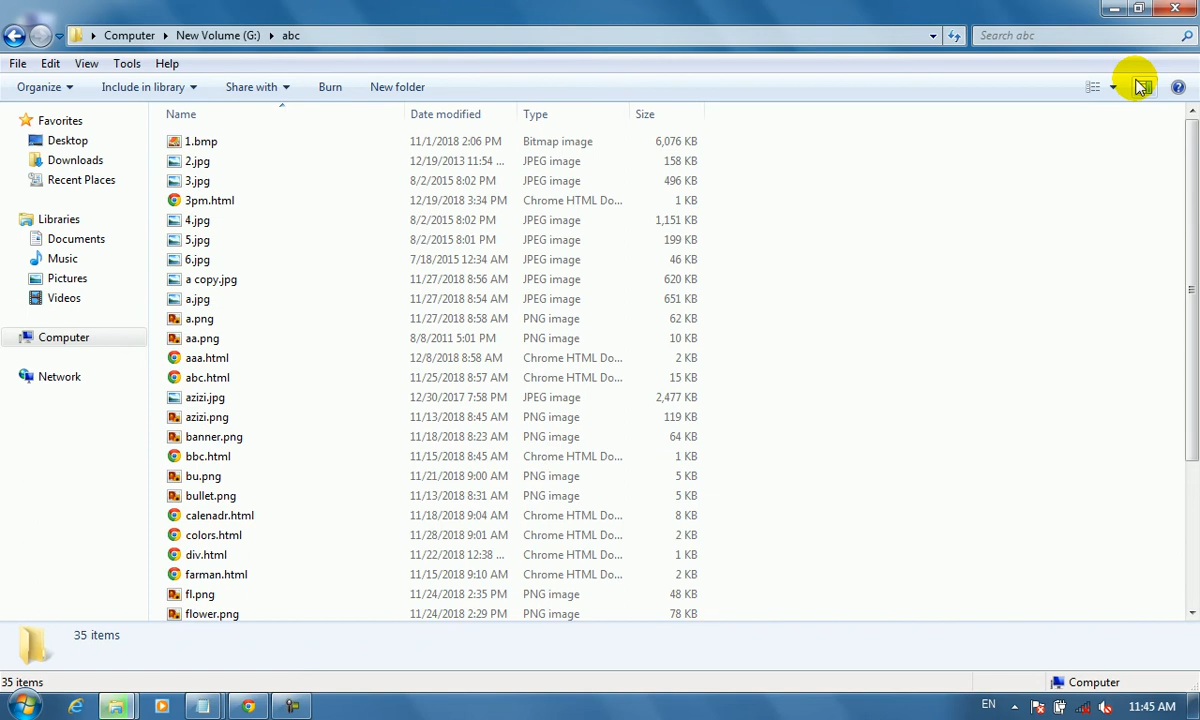 Computer ▸ New Volume (G:) ▸ abc
Search abc
File Edit View Tools Help
Organize Include in library Share with Burn New folder
Name Date modified Type Size
Favorites
Desktop
Downloads
Recent Places
Libraries
Documents
Music
Pictures
Videos
Computer
Network
1.bmp 11/1/2018 2:06 PM Bitmap image 6,076 KB
2.jpg 12/19/2013 11:54 ... JPEG image 158 KB
3.jpg 8/2/2015 8:02 PM JPEG image 496 KB
3pm.html 12/19/2018 3:34 PM Chrome HTML Do... 1 KB
4.jpg 8/2/2015 8:02 PM JPEG image 1,151 KB
5.jpg 8/2/2015 8:01 PM JPEG image 199 KB
6.jpg 7/18/2015 12:34 AM JPEG image 46 KB
a copy.jpg 11/27/2018 8:56 AM JPEG image 620 KB
a.jpg 11/27/2018 8:54 AM JPEG image 651 KB
a.png 11/27/2018 8:58 AM PNG image 62 KB
aa.png 8/8/2011 5:01 PM PNG image 10 KB
aaa.html 12/8/2018 8:58 AM Chrome HTML Do... 2 KB
abc.html 11/25/2018 8:57 AM Chrome HTML Do... 15 KB
azizi.jpg 12/30/2017 7:58 PM JPEG image 2,477 KB
azizi.png 11/13/2018 8:45 AM PNG image 119 KB
banner.png 11/18/2018 8:23 AM PNG image 64 KB
bbc.html 11/15/2018 8:45 AM Chrome HTML Do... 1 KB
bu.png 11/21/2018 9:00 AM PNG image 5 KB
bullet.png 11/13/2018 8:31 AM PNG image 5 KB
calenadr.html 11/18/2018 9:04 AM Chrome HTML Do... 8 KB
colors.html 11/28/2018 9:01 AM Chrome HTML Do... 2 KB
div.html 11/22/2018 12:38 ... Chrome HTML Do... 1 KB
farman.html 11/15/2018 9:10 AM Chrome HTML Do... 2 KB
fl.png 11/24/2018 2:35 PM PNG image 48 KB
flower.png 11/24/2018 2:29 PM PNG image 78 KB
35 items
35 items Computer
EN 11:45 AM